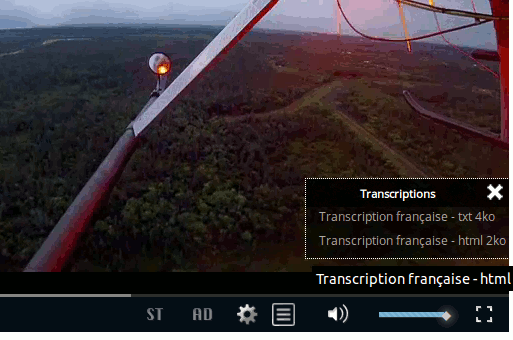 Transcriptions
Transcription française - txt 4ko
Transcription française - html 2ko
Transcription française - html
ST AD